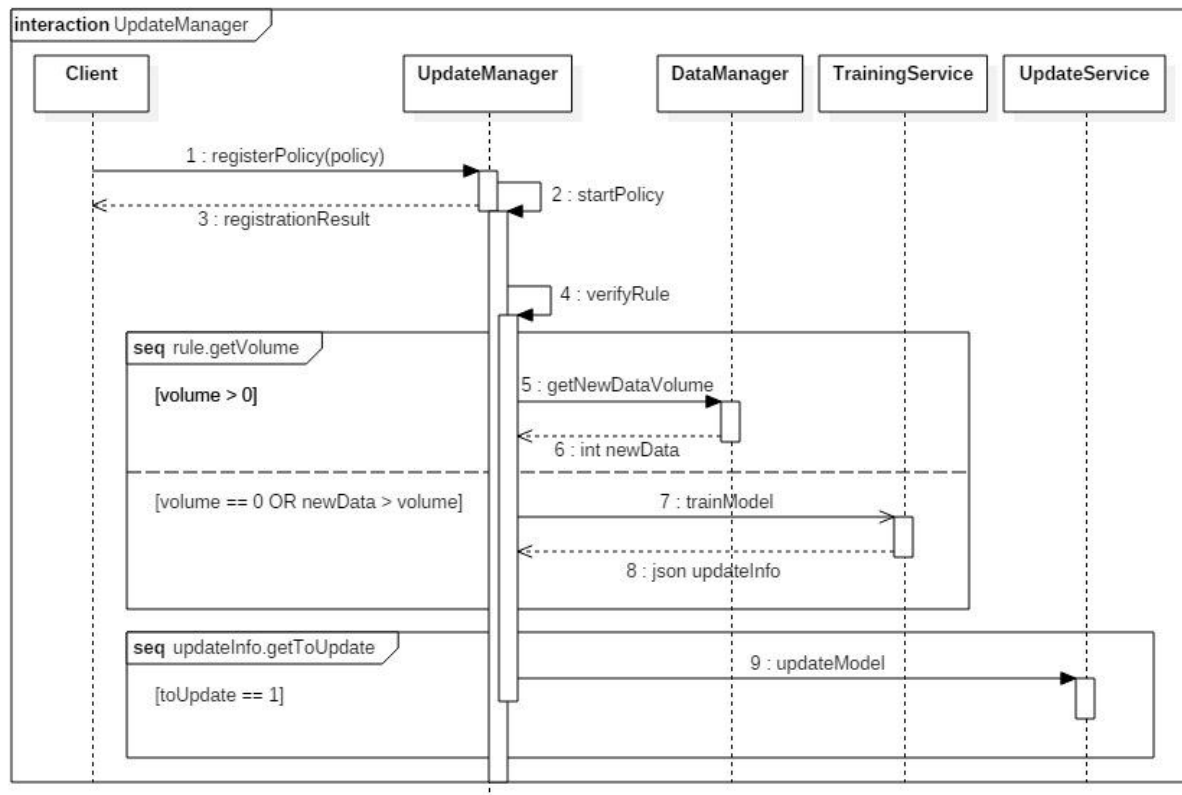 interaction UpdateManager
Client
UpdateManager
DataManager
TrainingService
UpdateService
1 : registerPolicy(policy)
2 : startPolicy
3 : registrationResult
4 : verifyRule
seq rule.getVolume
[volume > 0]
5 : getNewDataVolume
6 : int newData
[volume == 0 OR newData > volume]
7 : trainModel
8 : json updateInfo
seq updateInfo.getToUpdate
[toUpdate == 1]
9 : updateModel